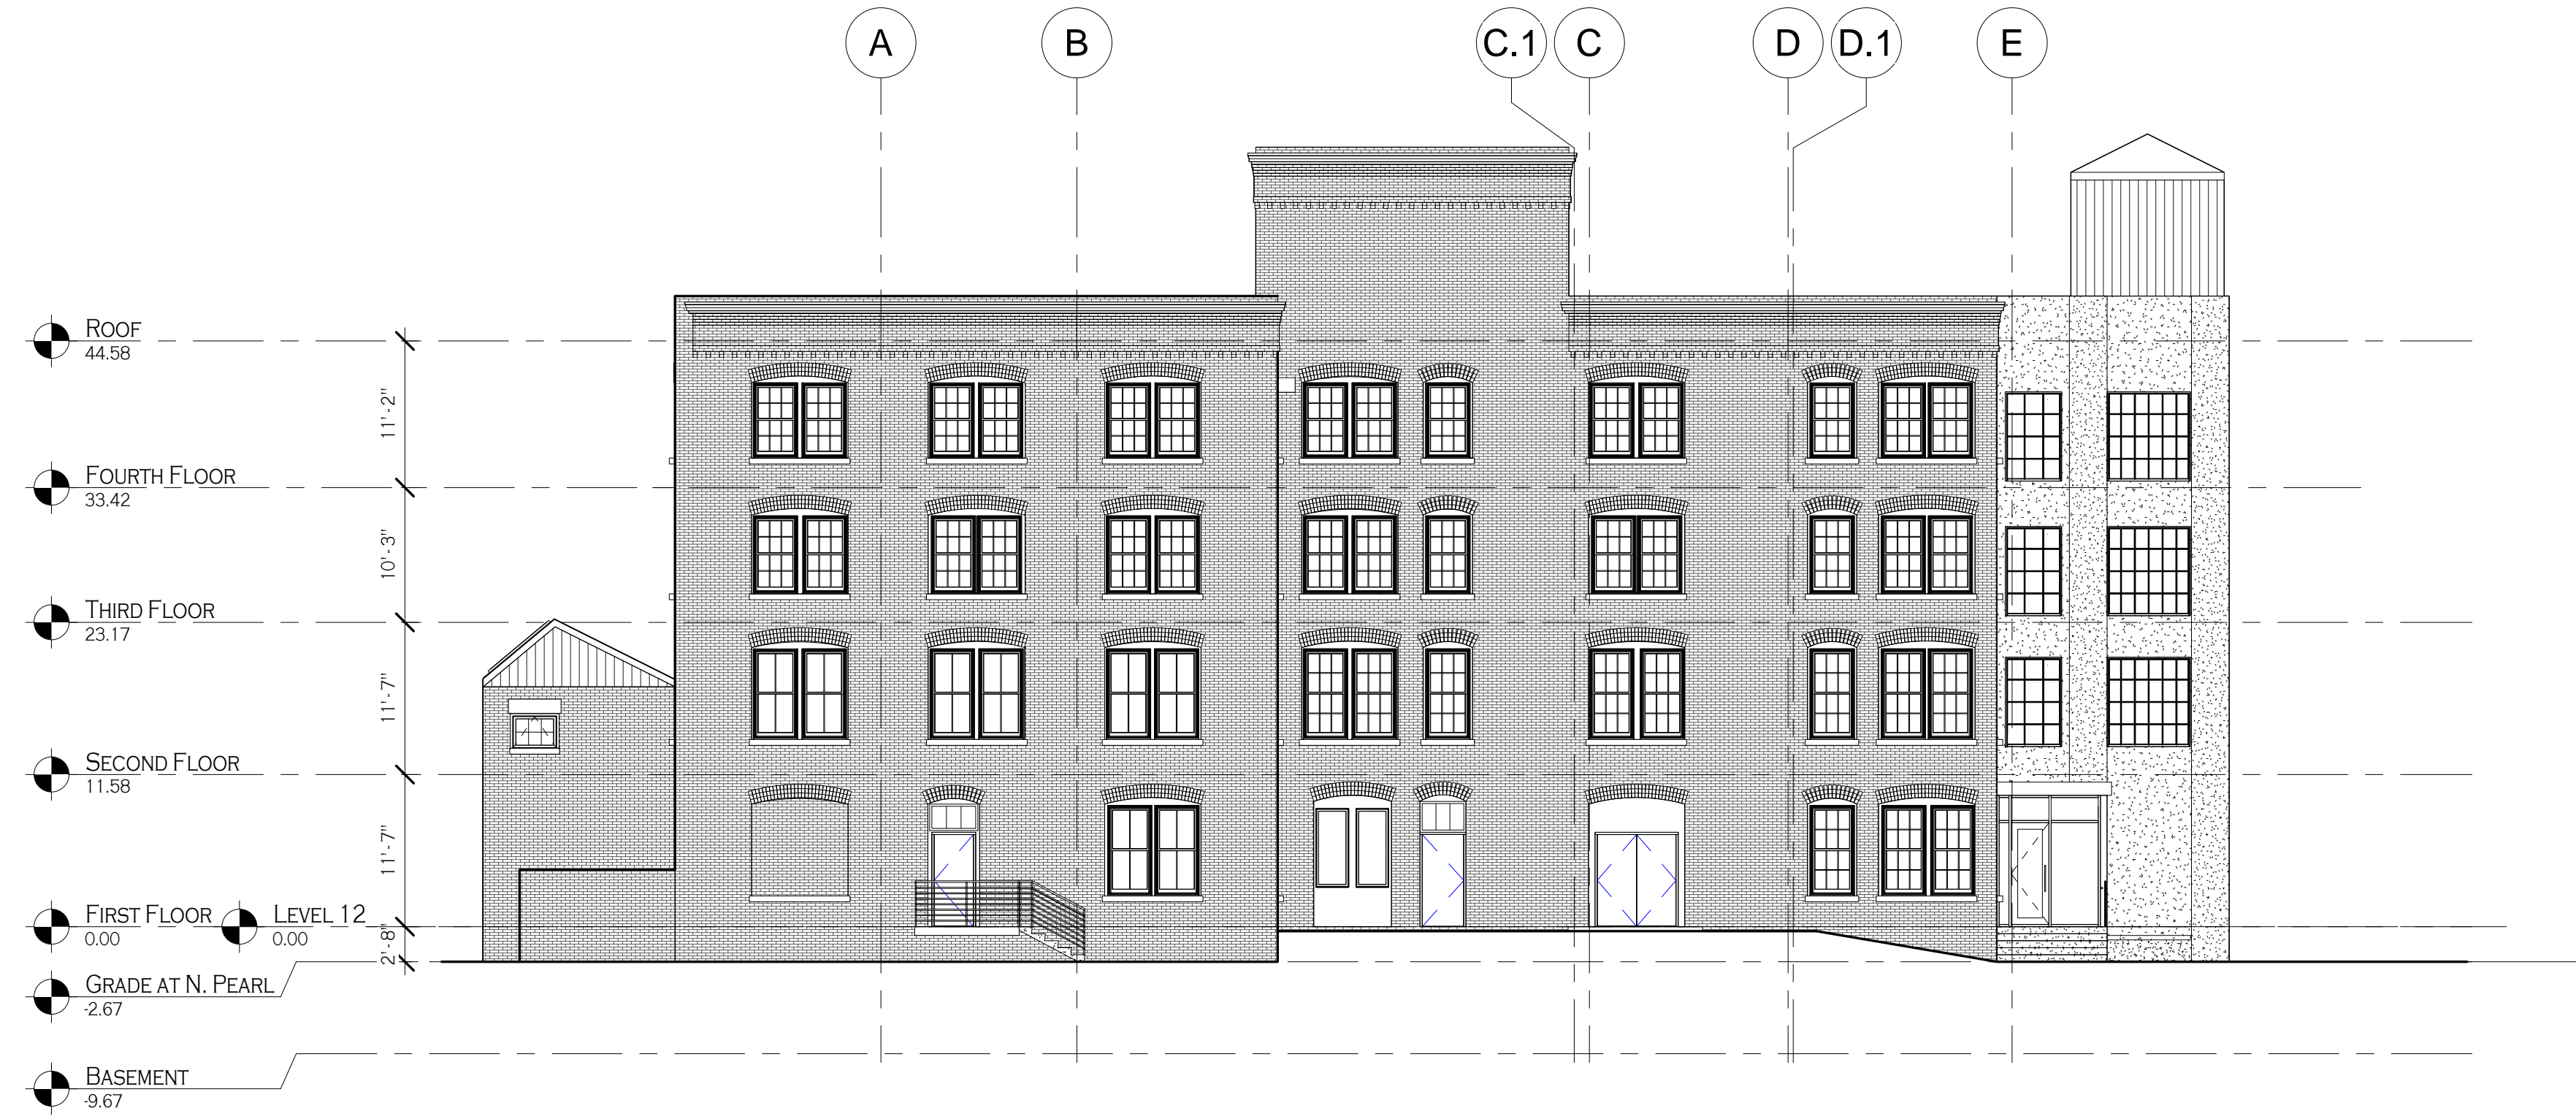 A
B
C.1
C
D
D.1
E
ROOF
44.58
11'-2"
FOURTH FLOOR
33.42
10'-3"
THIRD FLOOR
23.17
11'-7"
SECOND FLOOR
11.58
11'-7"
FIRST FLOOR
0.00
LEVEL 12
0.00
2'-8"
GRADE AT N. PEARL
-2.67
BASEMENT
-9.67